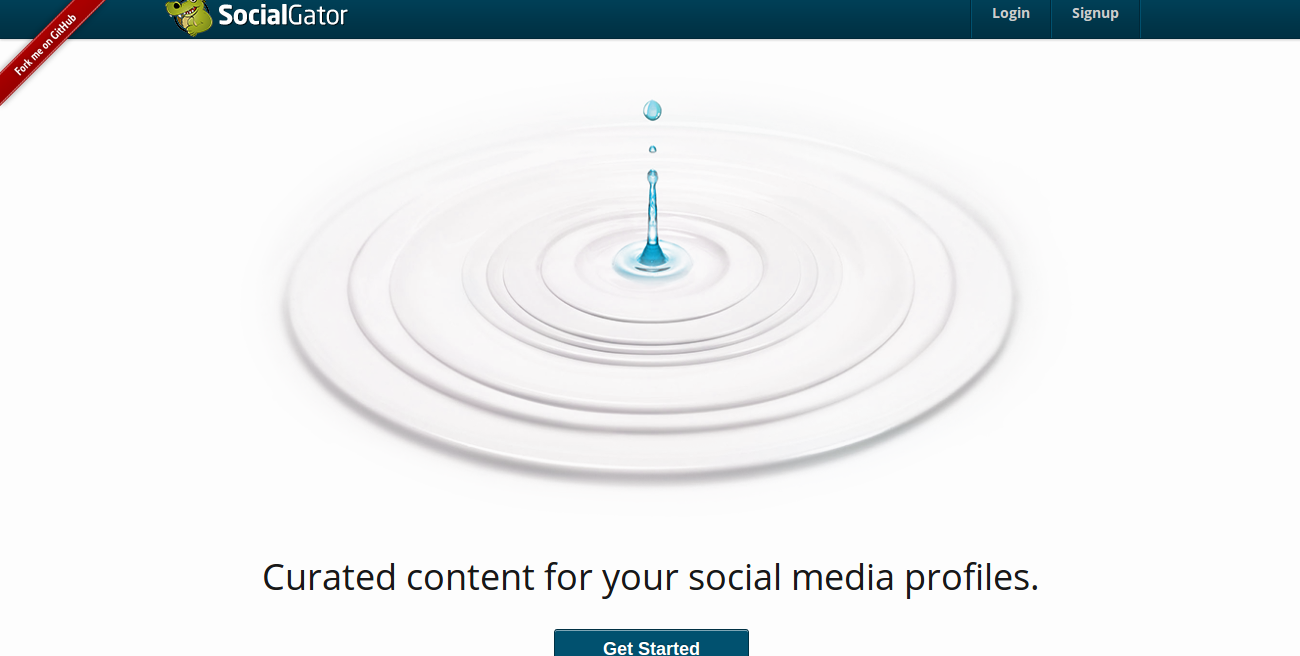 Fork me on GitHub
SocialGator
Login
Signup
Curated content for your social media profiles.
Get Started